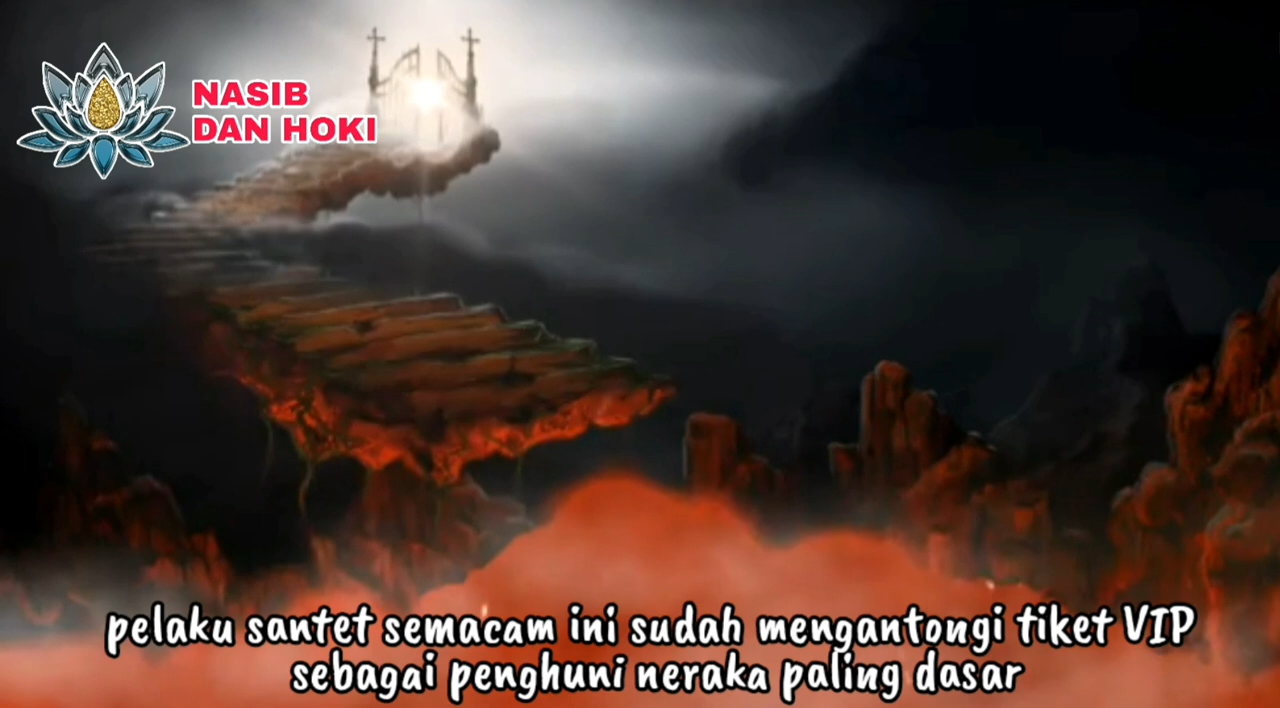 NASIB
DAN HOKI
pelaku santet semacam ini sudah mengantongi tiket VIP
sebagai penghuni neraka paling dasar